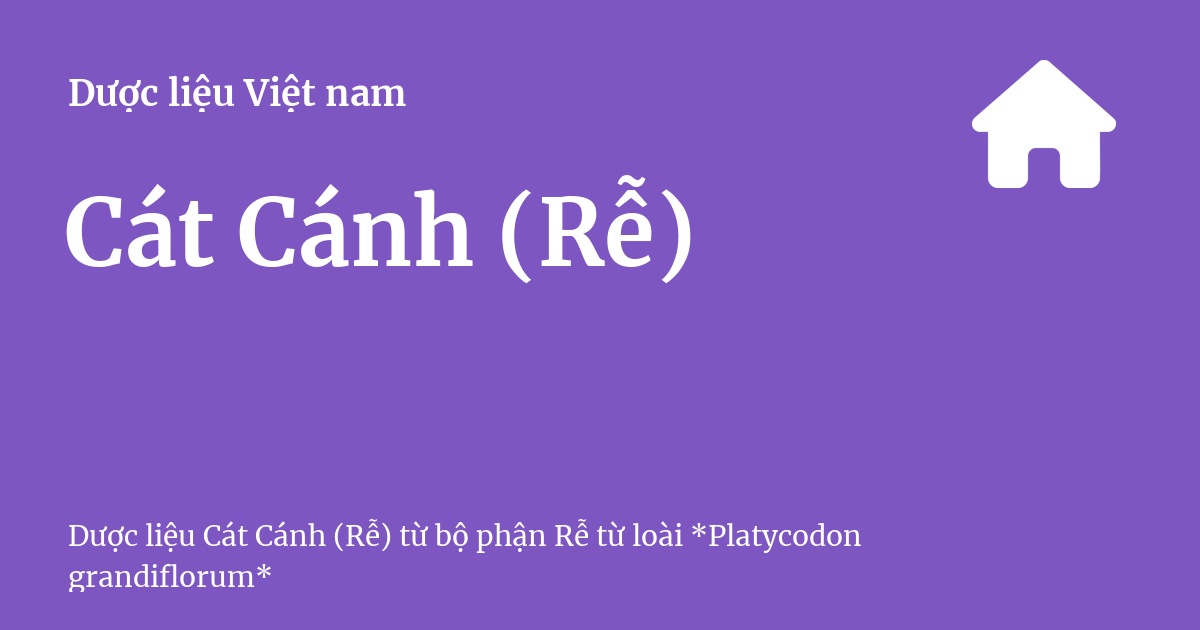 Dược liệu Việt nam
Cát Cánh (Rễ)
Dược liệu Cát Cánh (Rễ) từ bộ phận Rễ từ loài *Platycodon
grandiflorum*